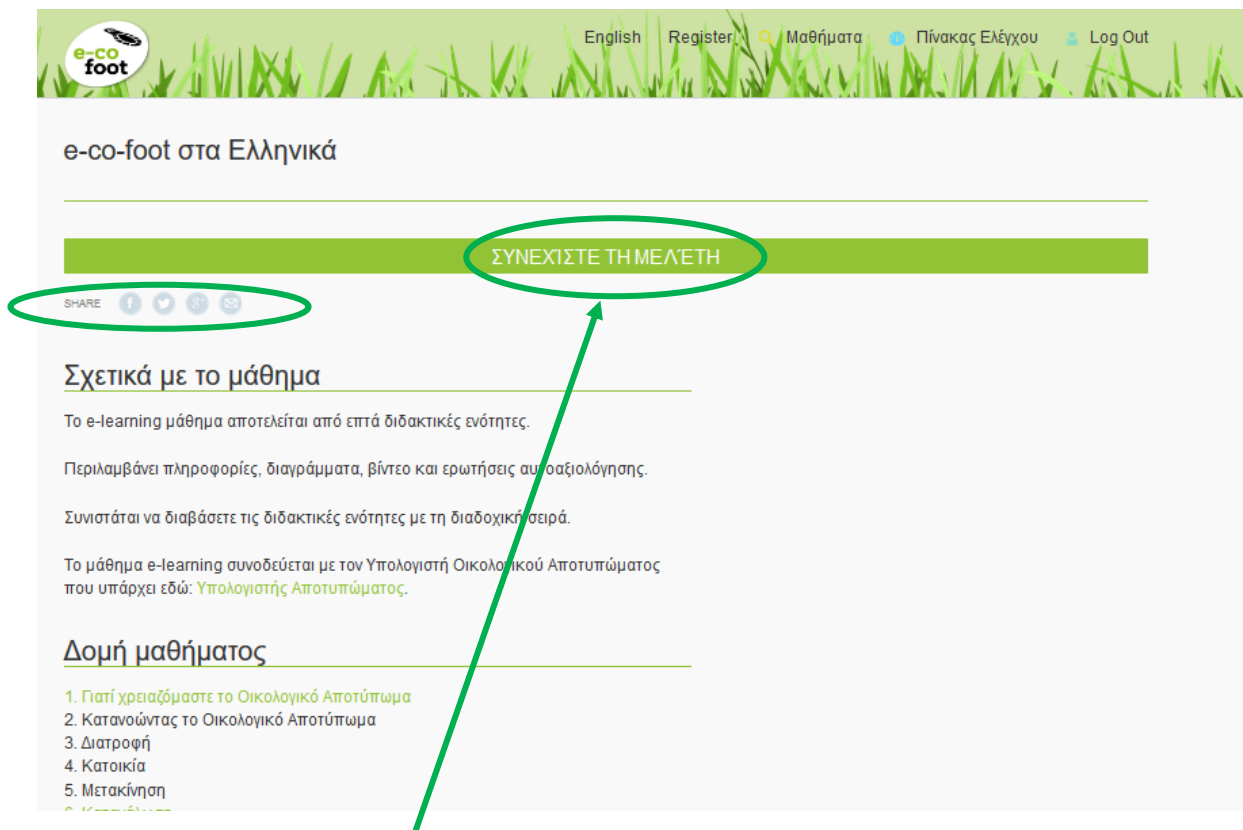 e-co
foot
English Register Μαθήματα Πίνακας Ελέγχου Log Out
e-co-foot στα Ελληνικά
ΣΥΝΕΧΊΣΤΕ ΤΗ ΜΕΛΈΤΗ
SHARE
Σχετικά με το μάθημα
Το e-learning μάθημα αποτελείται από επτά διδακτικές ενότητες.
Περιλαμβάνει πληροφορίες, διαγράμματα, βίντεο και ερωτήσεις αυτοαξιολόγησης.
Συνιστάται να διαβάσετε τις διδακτικές ενότητες με τη διαδοχική σειρά.
Το μάθημα e-learning συνοδεύεται με τον Υπολογιστή Οικολογικού Αποτυπώματος
που υπάρχει εδώ: Υπολογιστής Αποτυπώματος.
Δομή μαθήματος
1. Γιατί χρειαζόμαστε το Οικολογικό Αποτύπωμα
2. Κατανοώντας το Οικολογικό Αποτύπωμα
3. Διατροφή
4. Κατοικία
5. Μετακίνηση